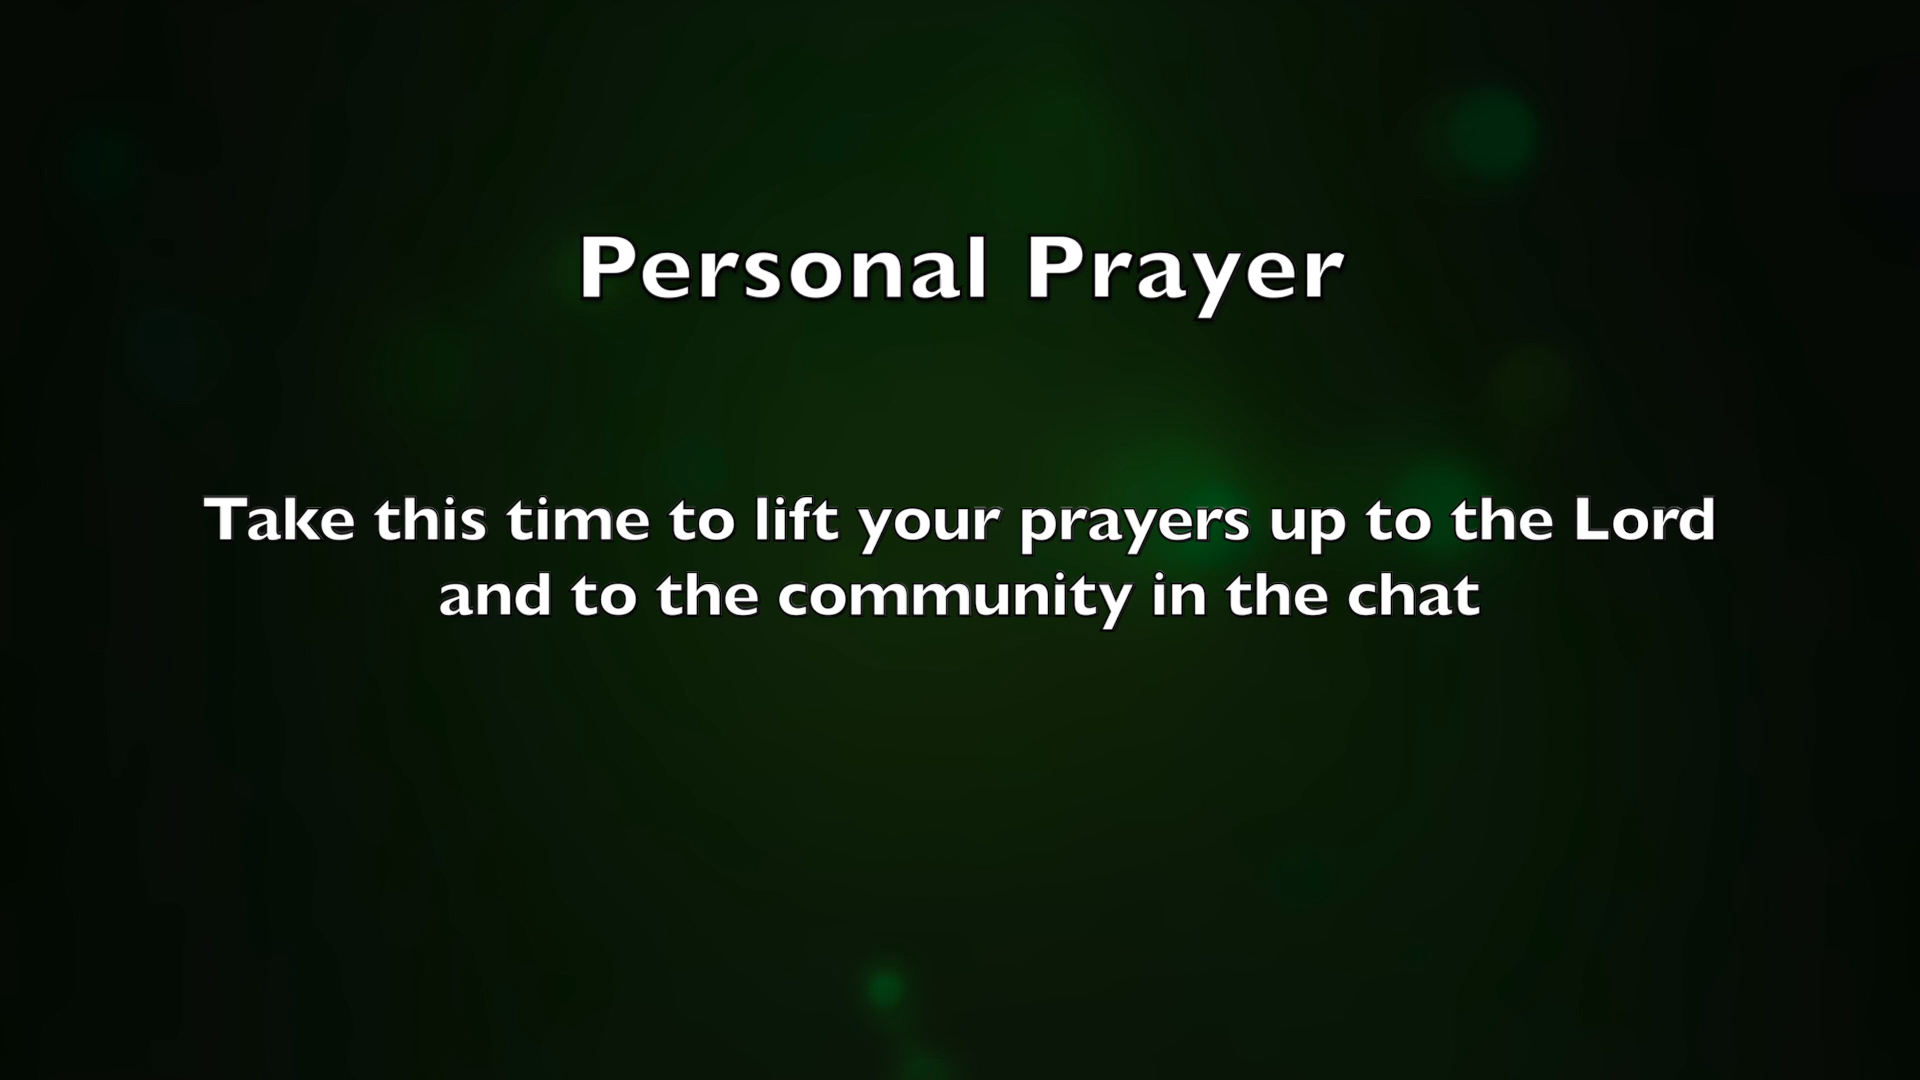 Personal Prayer
Take this time to lift your prayers up to the Lord
and to the community in the chat